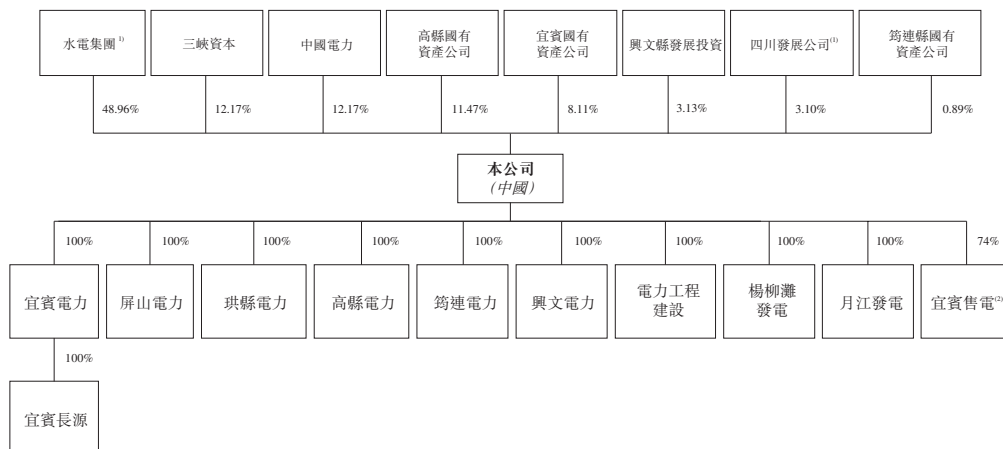 水電集團 1)
三峽資本
中國電力
高縣國有
資產公司
宜賓國有
資產公司
興文縣發展投資
四川發展公司(1)
筠連縣國有
資產公司
48.96%
12.17%
12.17%
11.47%
8.11%
3.13%
3.10%
0.89%
本公司
(中國)
100%
100%
100%
100%
100%
100%
100%
100%
100%
74%
宜賓電力
屏山電力
珙縣電力
高縣電力
筠連電力
興文電力
電力工程
建設
楊柳灘
發電
月江發電
宜賓售電(2)
100%
宜賓長源